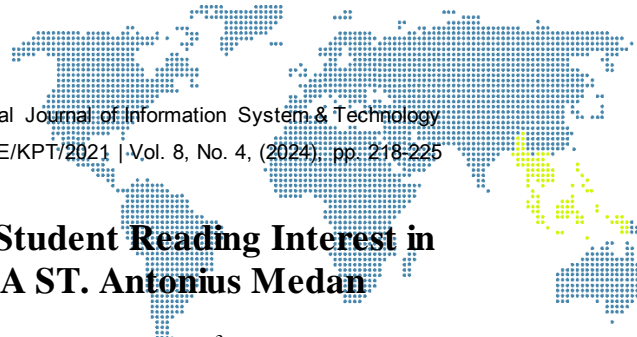 al Journal of Information System & Technology
E/KPT/2021 | Vol. 8, No. 4, (2024), pp. 218-225
Student Reading Interest in
A ST. Antonius Medan